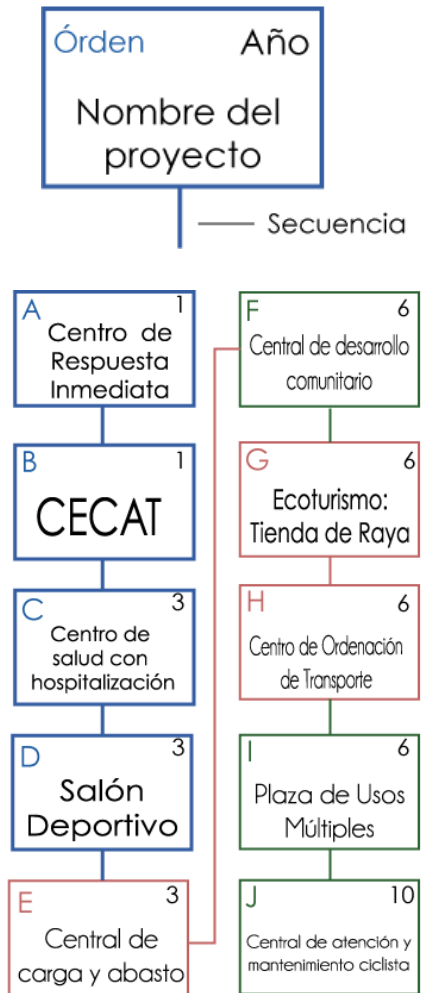 Órden Año
Nombre del
proyecto
Secuencia
A 1
Centro de
Respuesta
Inmediata
B 1
CECAT
C 3
Centro de
salud con
hospitalización
D 3
Salón
Deportivo
E 3
Central de
carga y abasto
F 6
Central de desarrollo
comunitario
G 6
Ecoturismo:
Tienda de Raya
H 6
Centro de Ordenación
de Transporte
I 6
Plaza de Usos
Múltiples
J 10
Central de atención y
mantenimiento ciclista